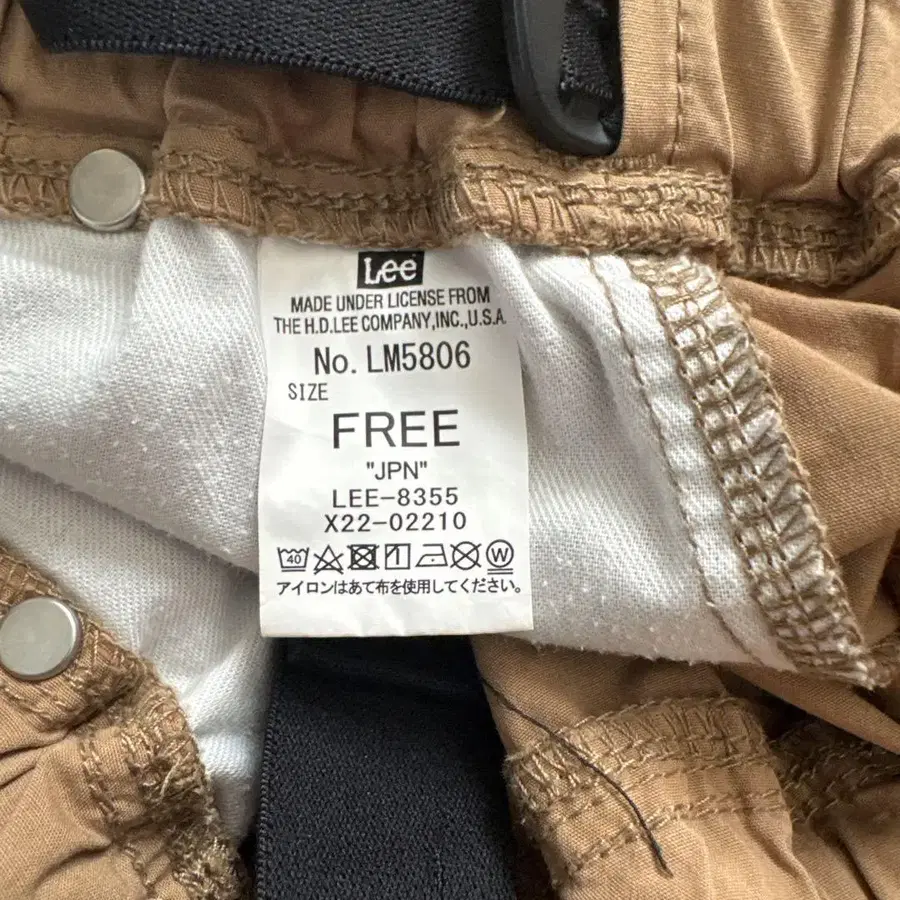 Lee
MADE UNDER LICENSE FROM
THE H.D.LEE COMPANY,INC.,U.S.A.
No. LM5806
SIZE
FREE
"JPN"
LEE-8355
X22-02210
40 W
アイロンはあて布を使用してください。